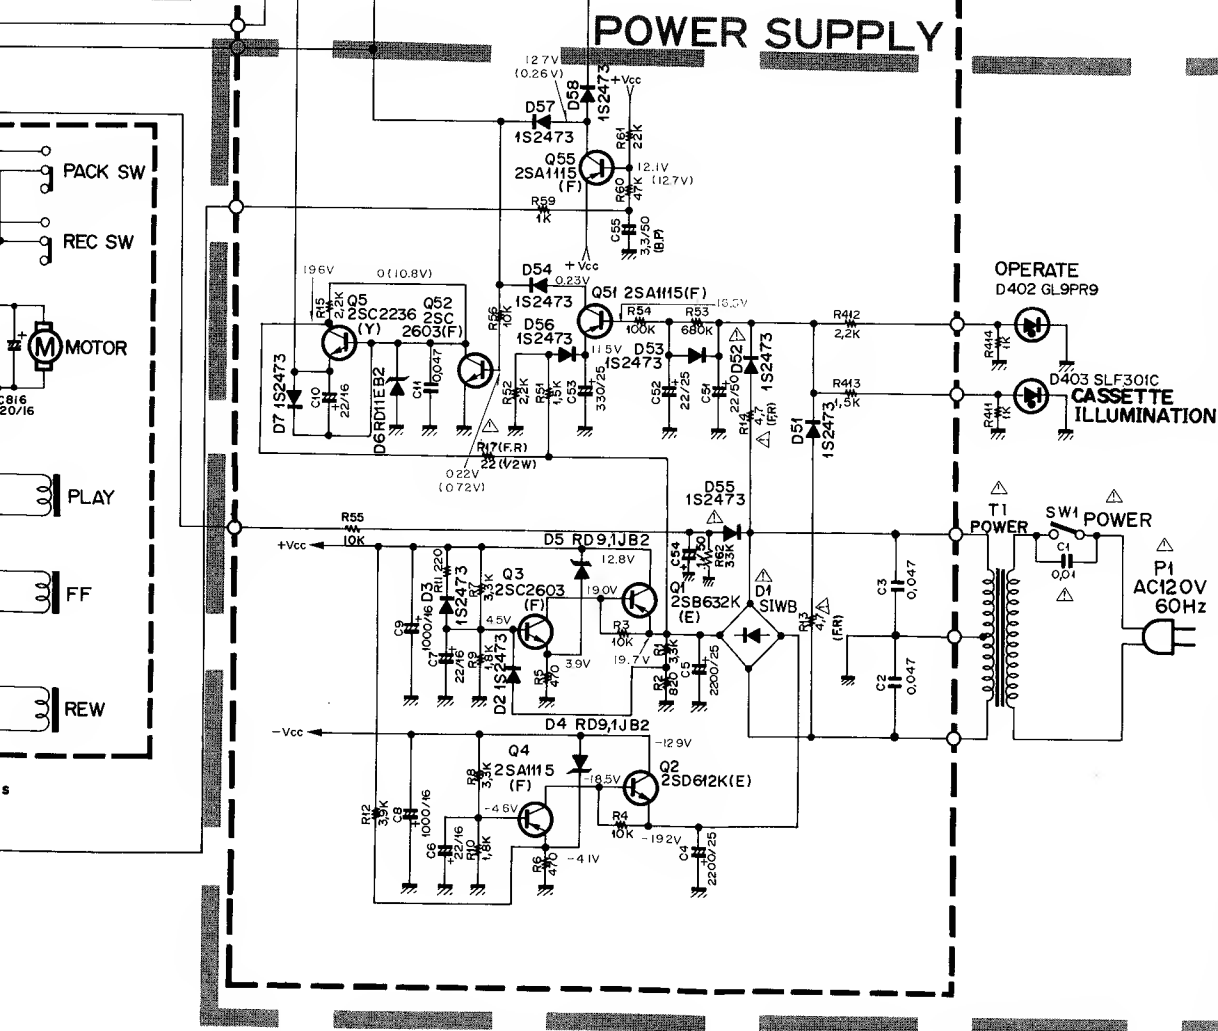 POWER SUPPLY
12.7V
(0.26V)
D58
1S2473
+Vcc
D57
1S2473
R61
22K
Q55
2SA1115
(F)
12.1V
(12.7V)
R60
47K
R59
1K
C55
3,3/50
(B.P)
+Vcc
PACK SW
REC SW
MOTOR
M
C816
20/16
PLAY
FF
REW
s
19.6V
0(10.8V)
R15
2,2K
Q5
2SC2236
(Y)
Q52
2SC
2603(F)
D7 1S2473
C10
22/16
D6 RD11EB2
C11
0,047
R56
10K
D54
1S2473
0.23V
Q51 2SA1115(F)
D56
1S2473
11.5V
R54
100K
R53
680K
D53
1S2473
D52
1S2473
R52
2,2K
R51
1,5K
C53
330/25
C52
22/25
C51
22/50
R14
4,7
(F.R)
D51
1S2473
R17(F.R)
22(1/2W)
0.22V
(0.72V)
R412
2,2K
R413
1,5K
OPERATE
D402 GL9PR9
R414
1K
D403 SLF301C
CASSETTE
ILLUMINATION
R411
1K
D55
1S2473
R55
10K
C54
1/50
R62
33K
+Vcc
D5 RD9,1JB2
12.8V
R11 220
D3
1S2473
R7
3,3K
Q3
2SC2603
(F)
19.0V
Q1
2SB632K
(E)
D1
S1WB
C9
1000/16
4.5V
C7
22/16
R9
1,8K
D2 1S2473
R5
470
3.9V
R3
10K
19.7V
R1
3,3K
R2
820
C5
2200/25
R13
4,7
(F.R)
C3
0,047
C2
0,047
T1
POWER
SW1
POWER
C1
0,01
P1
AC120V
60Hz
-Vcc
D4 RD9,1JB2
-12.9V
Q4
2SA1115
(F)
R8
3,3K
-18.5V
Q2
2SD612K(E)
R12
3,9K
C8
1000/16
-4.6V
C6
22/16
R10
1,8K
R4
10K
-19.2V
R6
470
-4.1V
C4
2200/25